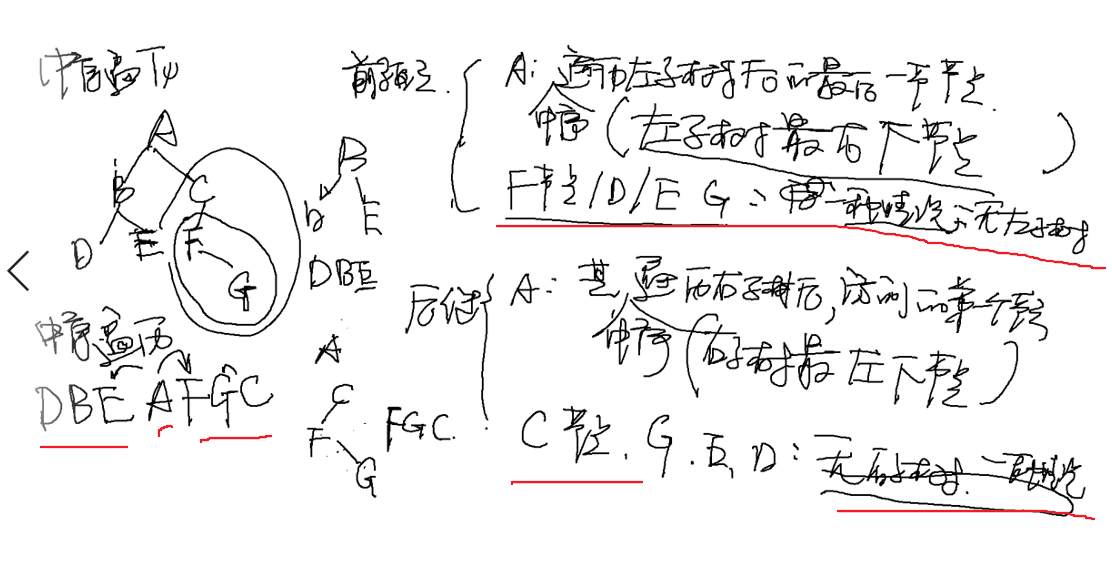 中序遍历
前驱: A: 遍历左子树后的最后一个节点
中序 (左子树最右下节点)
F节点/D/E G: 一种情况: 无左子树
A
B C
D E F
G
B
D E
DBE
中序遍历
DBE A FGC
A
C
F
G
FGC
后继 A: 其遍历右子树后, 访问的第一个节点
中序 (右子树最左下节点)
C节点. G. E. D: 无右子树. 一种情况